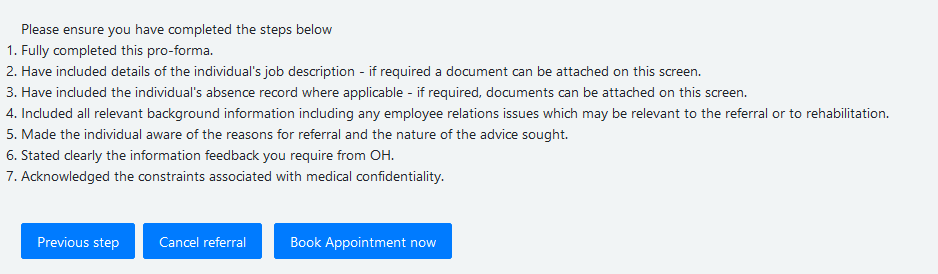 Please ensure you have completed the steps below
1. Fully completed this pro-forma.
2. Have included details of the individual's job description - if required a document can be attached on this screen.
3. Have included the individual's absence record where applicable - if required, documents can be attached on this screen.
4. Included all relevant background information including any employee relations issues which may be relevant to the referral or to rehabilitation.
5. Made the individual aware of the reasons for referral and the nature of the advice sought.
6. Stated clearly the information feedback you require from OH.
7. Acknowledged the constraints associated with medical confidentiality.
Previous step Cancel referral Book Appointment now